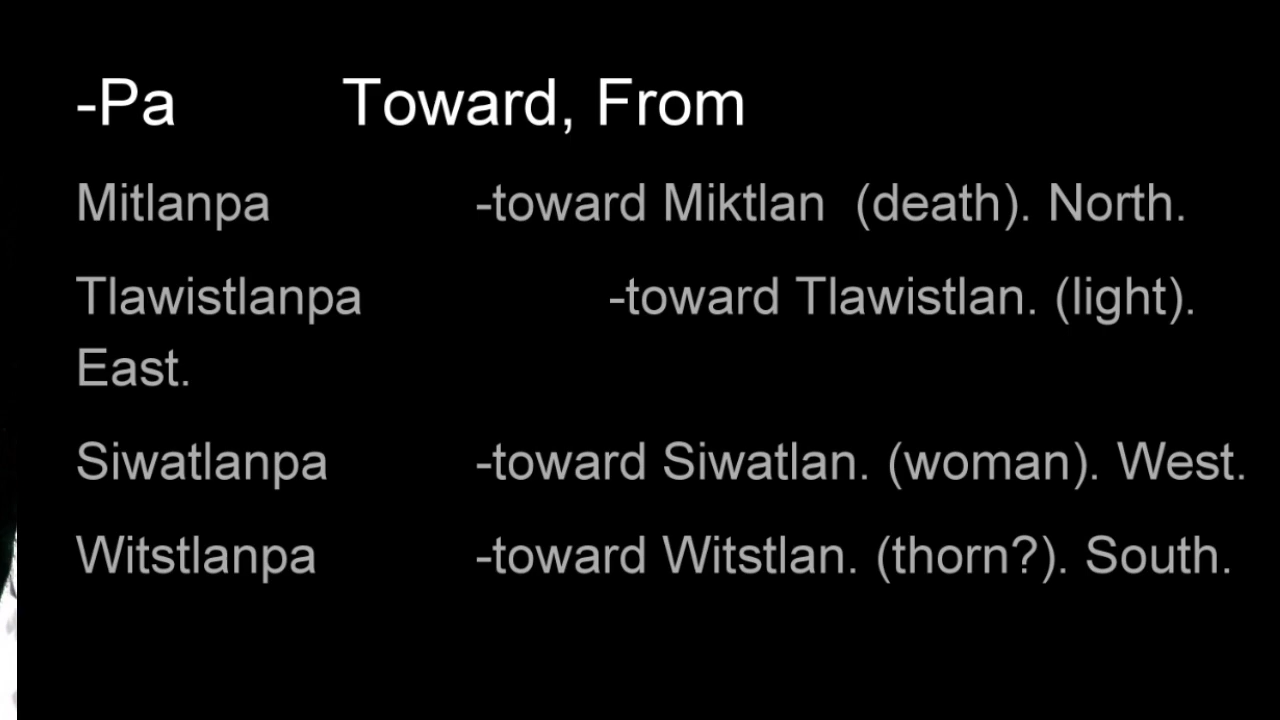 -Pa Toward, From
Mitlanpa -toward Miktlan (death). North.
Tlawistlanpa -toward Tlawistlan. (light).
East.
Siwatlanpa -toward Siwatlan. (woman). West.
Witstlanpa -toward Witstlan. (thorn?). South.